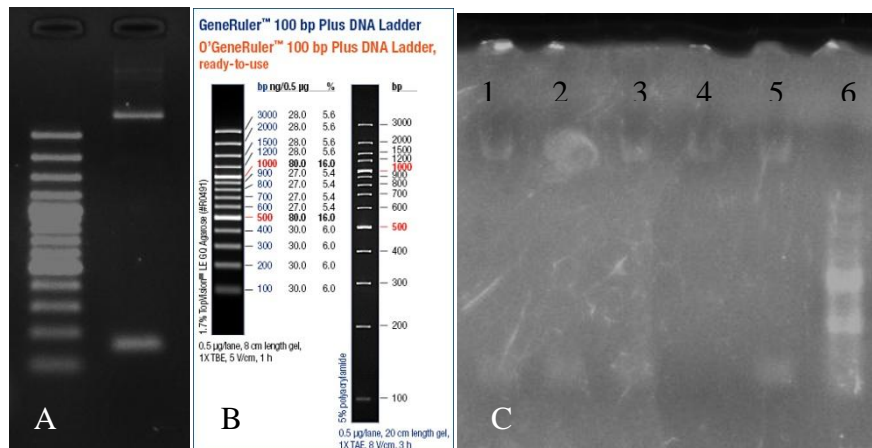 GeneRuler™ 100 bp Plus DNA Ladder
O'GeneRuler™ 100 bp Plus DNA Ladder,
ready-to-use
bp ng/0.5 µg %
3000 28.0 5.6
2000 28.0 5.6
1500 28.0 5.6
1200 28.0 5.6
1000 80.0 16.0
900 27.0 5.4
800 27.0 5.4
700 27.0 5.4
600 27.0 5.4
500 80.0 16.0
400 30.0 6.0
300 30.0 6.0
200 30.0 6.0
100 30.0 6.0
1.7% TopVision™ LE GQ Agarose (#R0491)
0.5 µg/lane, 8 cm length gel,
1X TBE, 5 V/cm, 1 h
bp
3000
2000
1500
1200
1000
900
800
700
600
500
400
300
200
100
5% polyacrylamide
0.5 µg/lane, 20 cm length gel,
1X TAE, 8 V/cm, 3 h
1 2 3 4 5 6
A
B
C